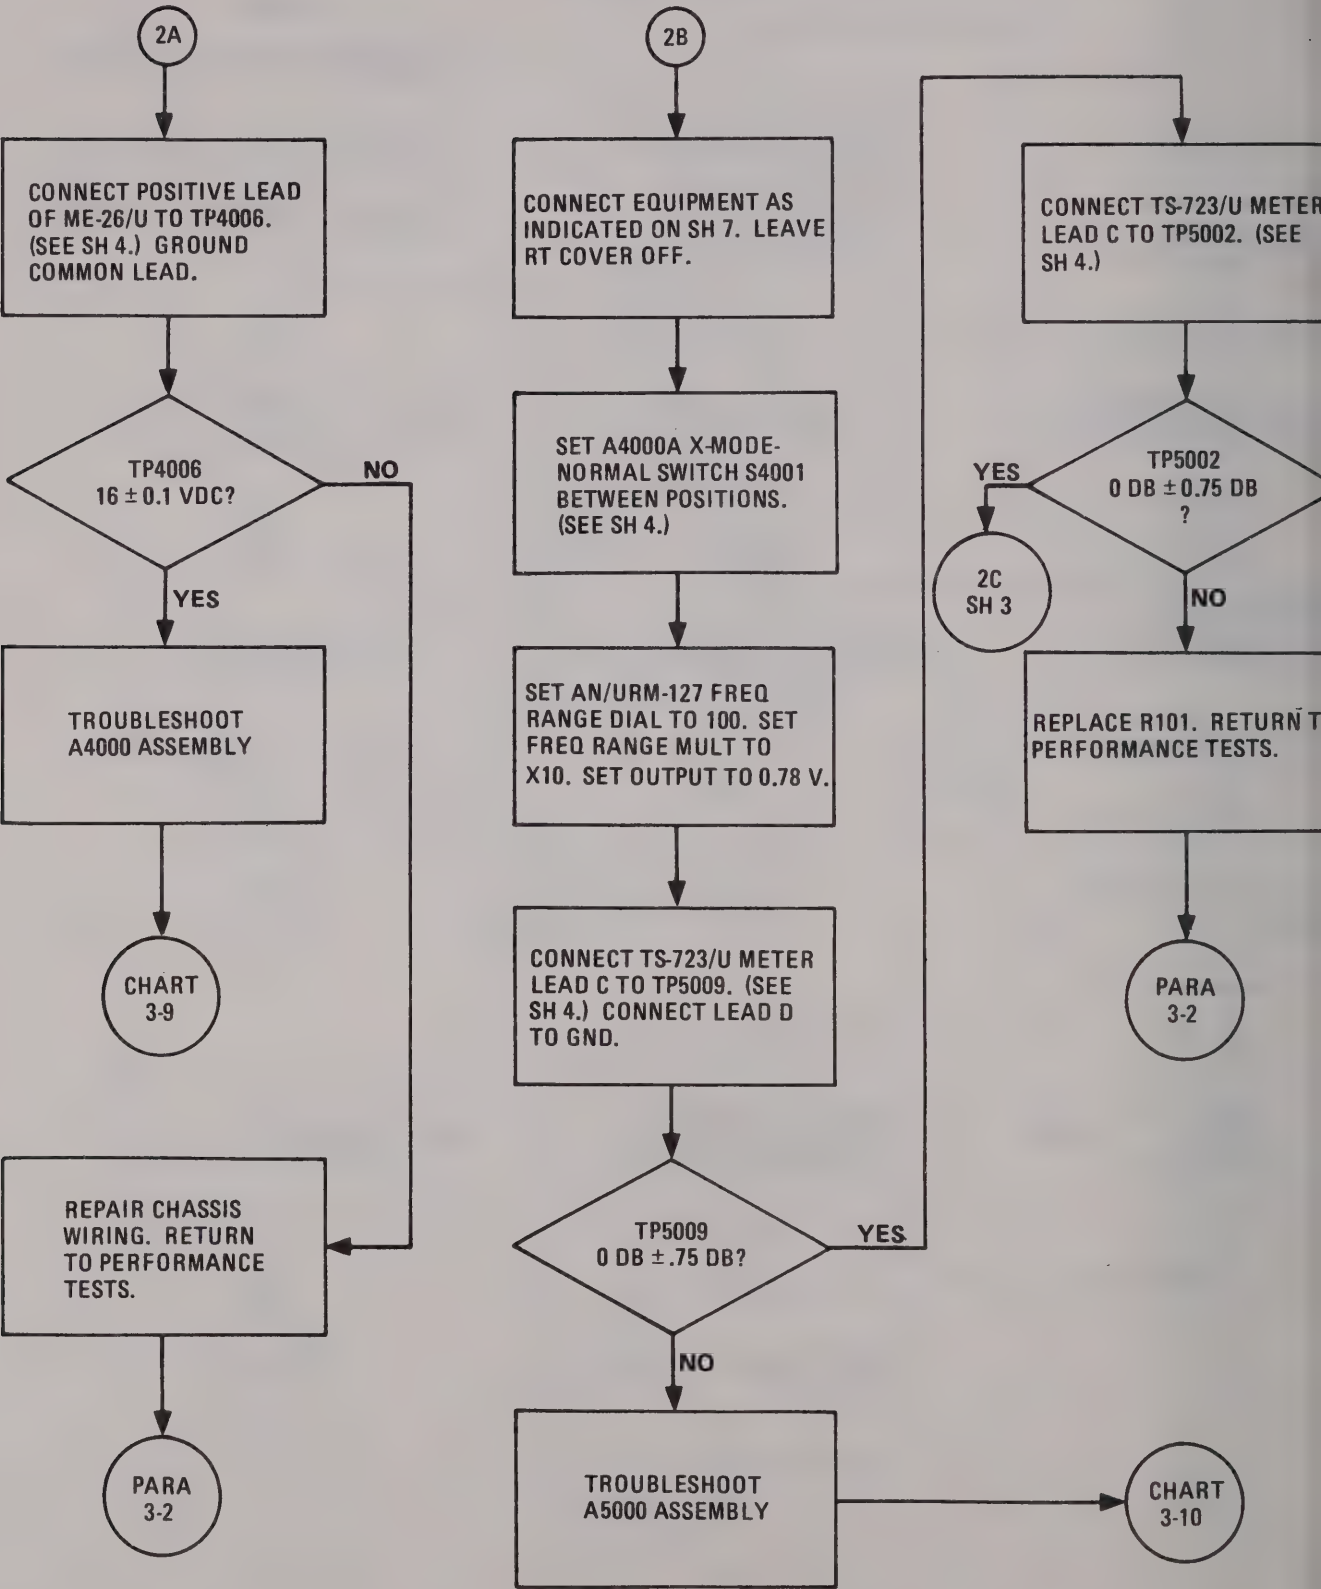 2A
CONNECT POSITIVE LEAD
OF ME-26/U TO TP4006.
(SEE SH 4.) GROUND
COMMON LEAD.
TP4006
16 ± 0.1 VDC?
NO
YES
TROUBLESHOOT
A4000 ASSEMBLY
CHART
3-9
REPAIR CHASSIS
WIRING. RETURN
TO PERFORMANCE
TESTS.
PARA
3-2
2B
CONNECT EQUIPMENT AS
INDICATED ON SH 7. LEAVE
RT COVER OFF.
SET A4000A X-MODE-
NORMAL SWITCH S4001
BETWEEN POSITIONS.
(SEE SH 4.)
SET AN/URM-127 FREQ
RANGE DIAL TO 100. SET
FREQ RANGE MULT TO
X10. SET OUTPUT TO 0.78 V.
CONNECT TS-723/U METER
LEAD C TO TP5009. (SEE
SH 4.) CONNECT LEAD D
TO GND.
TP5009
0 DB ± .75 DB?
YES
NO
TROUBLESHOOT
A5000 ASSEMBLY
CHART
3-10
CONNECT TS-723/U METER
LEAD C TO TP5002. (SEE
SH 4.)
TP5002
0 DB ± 0.75 DB
?
YES
2C
SH 3
NO
REPLACE R101. RETURN T
PERFORMANCE TESTS.
PARA
3-2